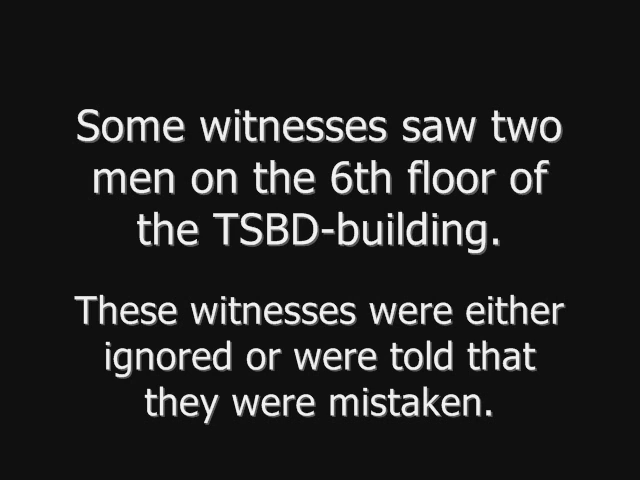 Some witnesses saw two
men on the 6th floor of
the TSBD-building.
These witnesses were either
ignored or were told that
they were mistaken.